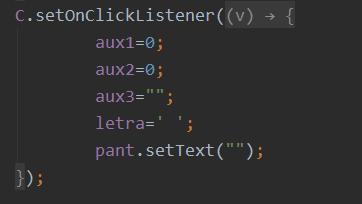 C.setOnClickListener((v) → {
aux1=0;
aux2=0;
aux3="";
letra=' ';
pant.setText("");
});